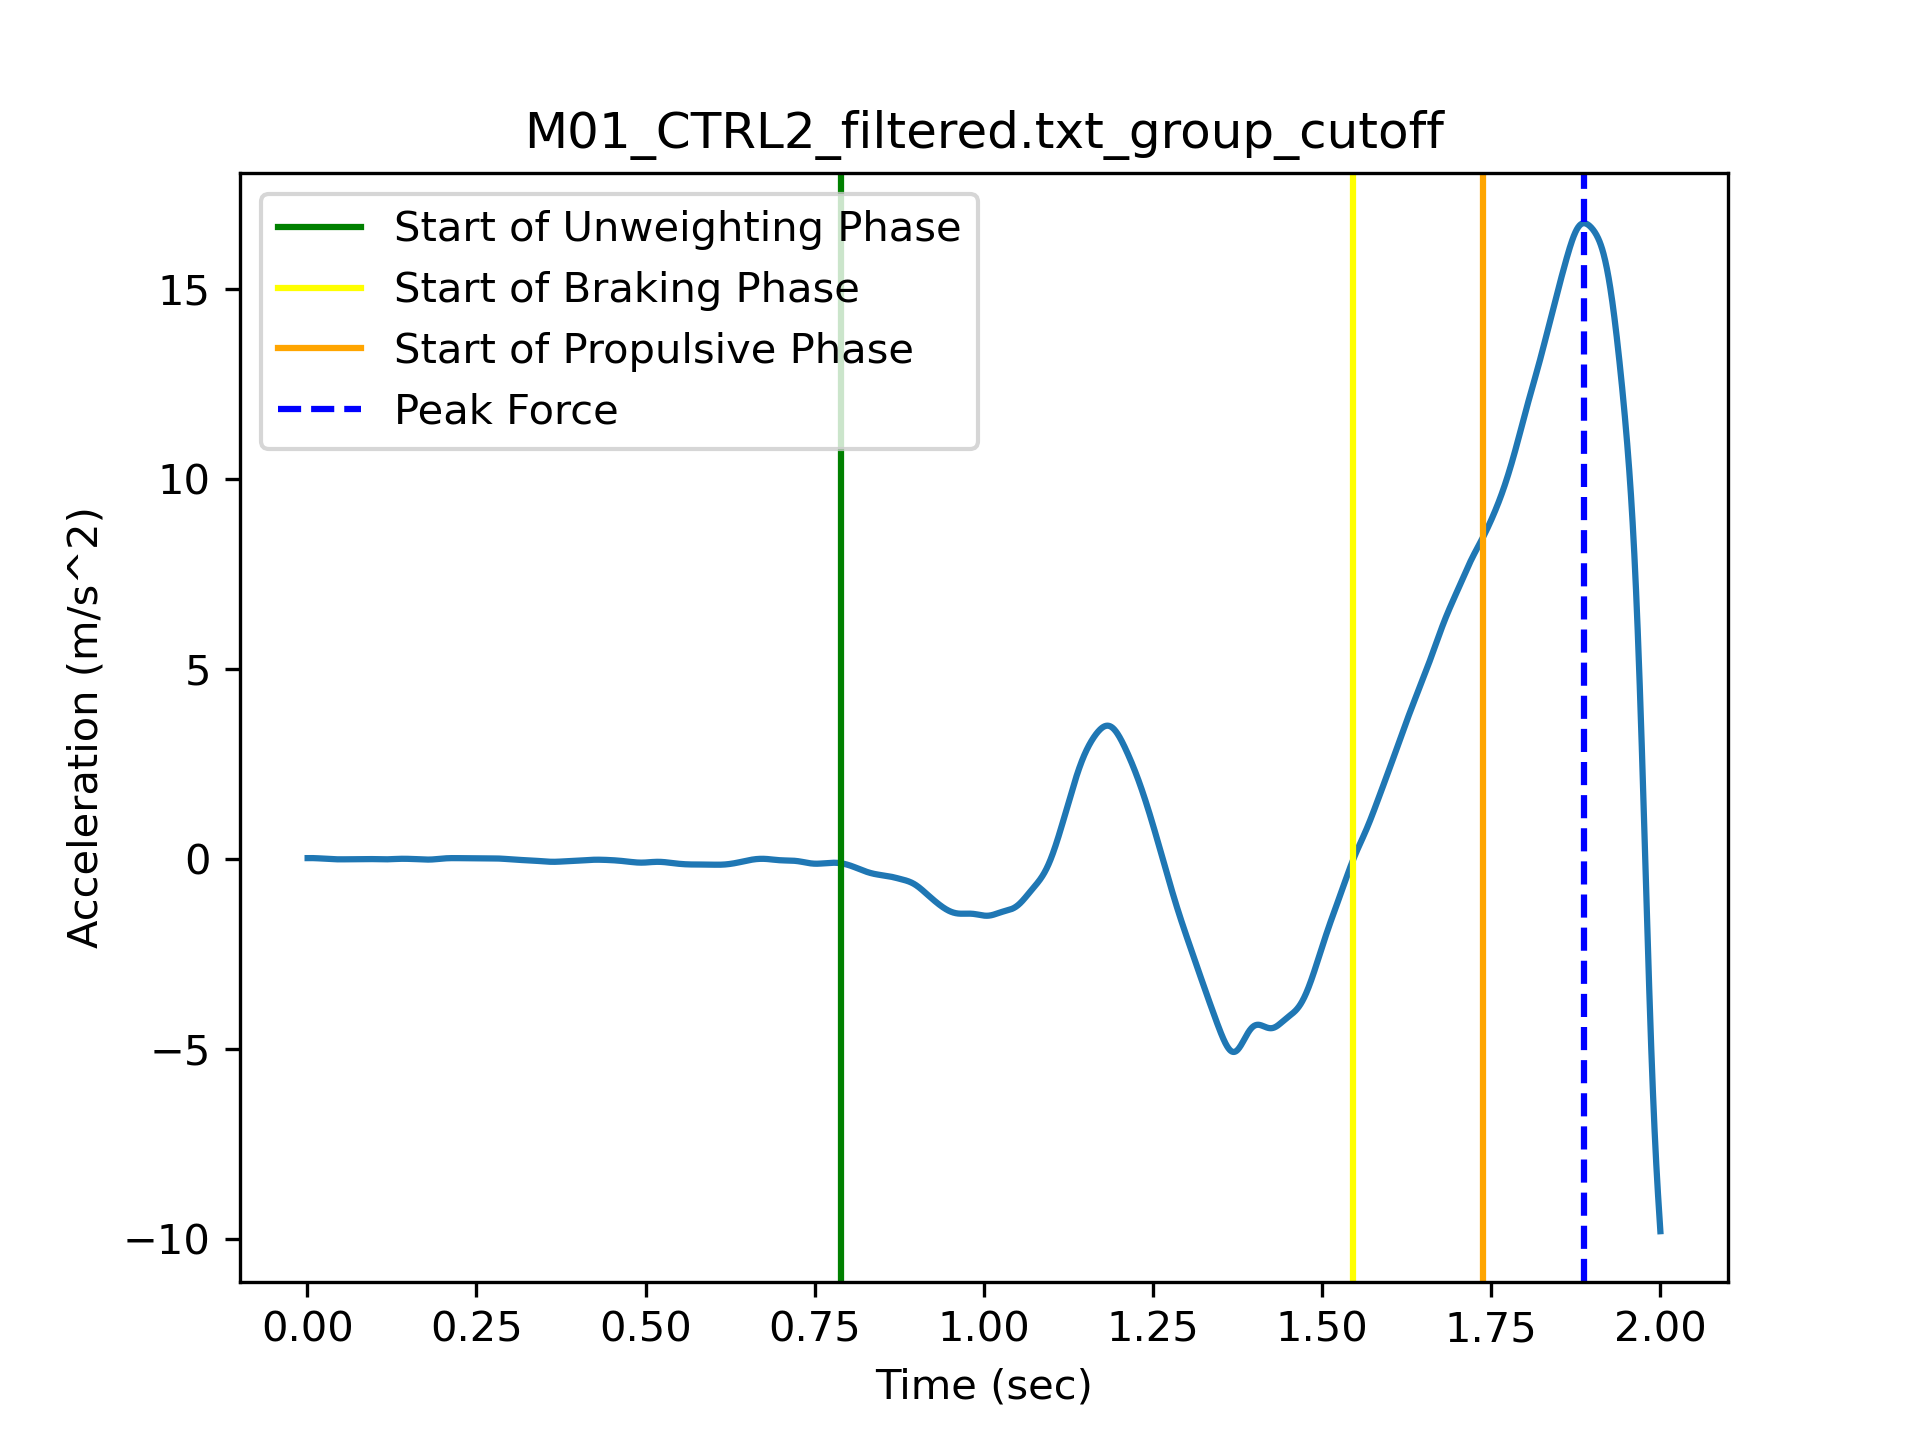 M01_CTRL2_filtered.txt_group_cutoff
Start of Unweighting Phase
Start of Braking Phase
Start of Propulsive Phase
Peak Force
Acceleration (m/s^2)
15
10
5
0
−5
−10
0.00 0.25 0.50 0.75 1.00 1.25 1.50 1.75 2.00
Time (sec)